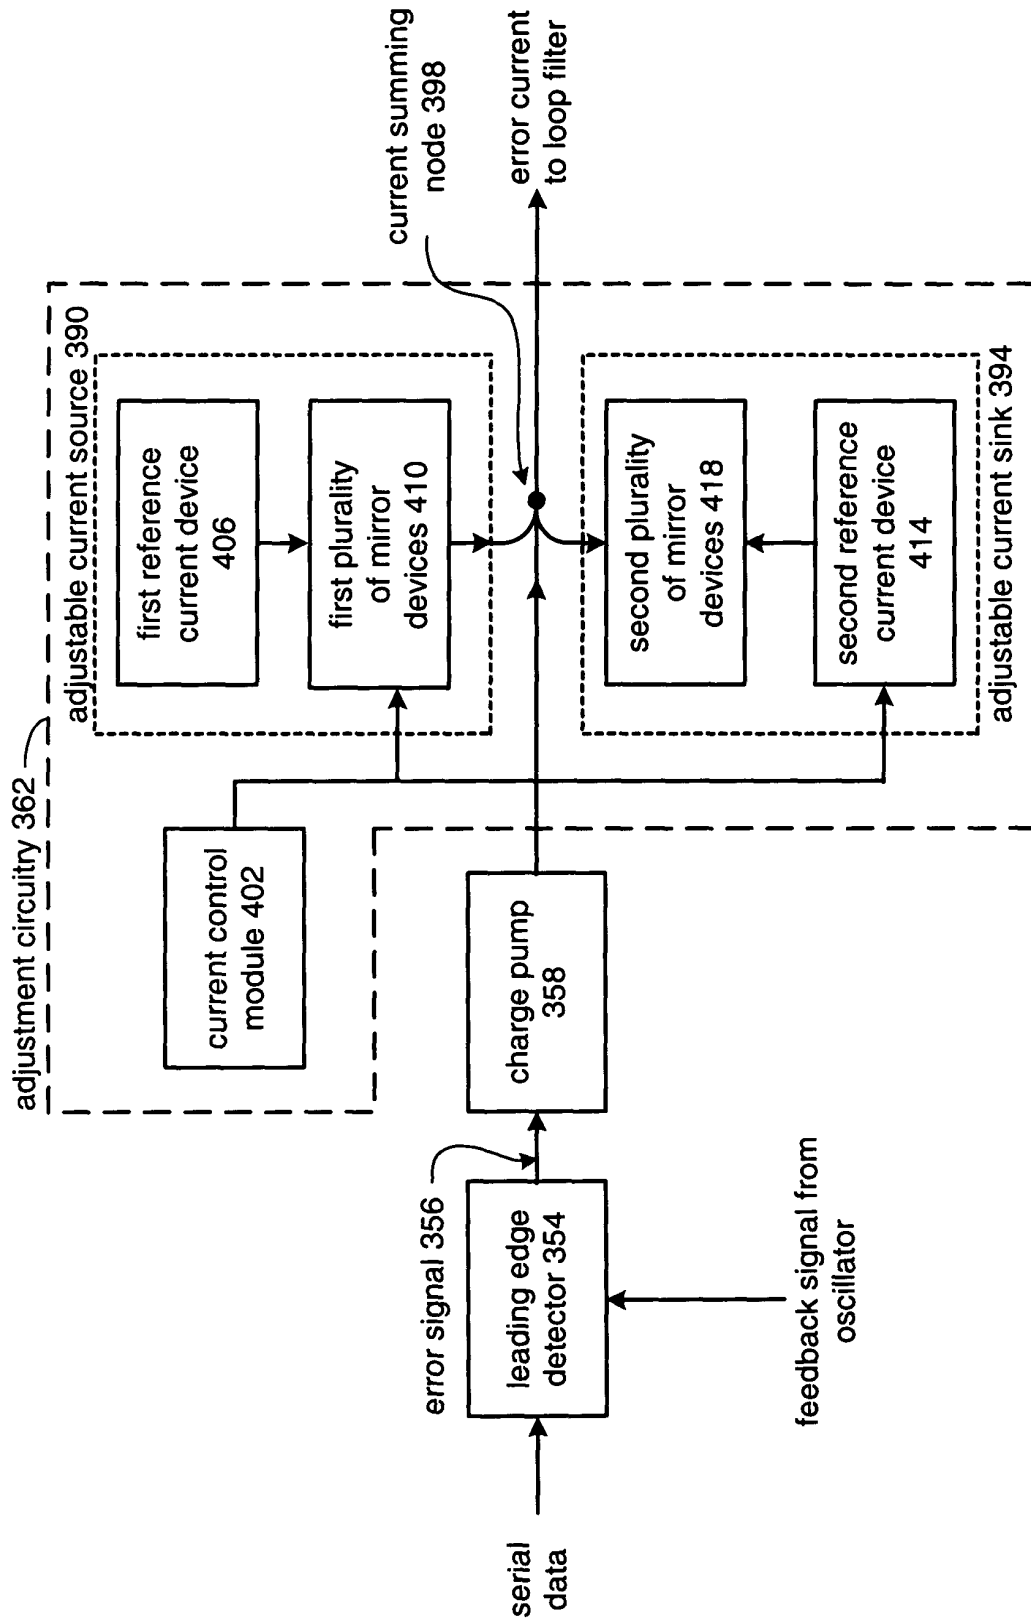 adjustment circuitry 362
adjustable current source 390
first reference
current device
406
first plurality
of mirror
devices 410
current control
module 402
current summing
node 398
error current
to loop filter
error signal 356
serial
data
leading edge
detector 354
charge pump
358
feedback signal from
oscillator
second plurality
of mirror
devices 418
second reference
current device
414
adjustable current sink 394